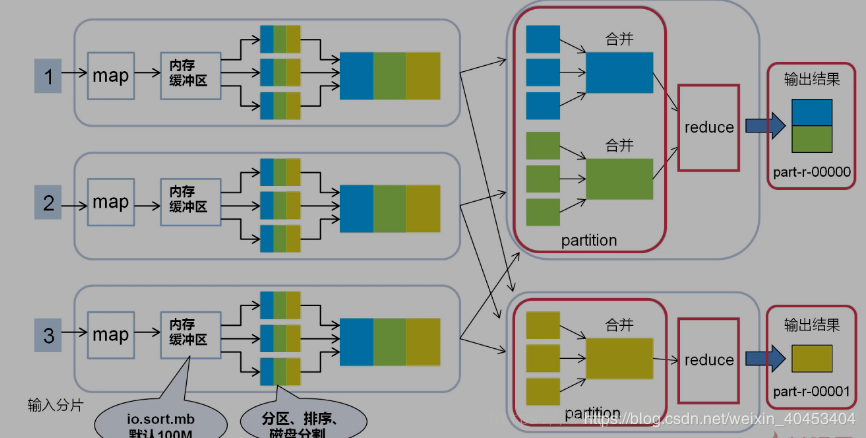 1
map
内存
缓冲区
2
map
内存
缓冲区
3
map
内存
缓冲区
输入分片
io.sort.mb
默认100M
分区、排序、
磁盘分割
合并
合并
partition
reduce
输出结果
part-r-00000
合并
partition
reduce
输出结果
part-r-00001
https://blog.csdn.net/weixin_40453404